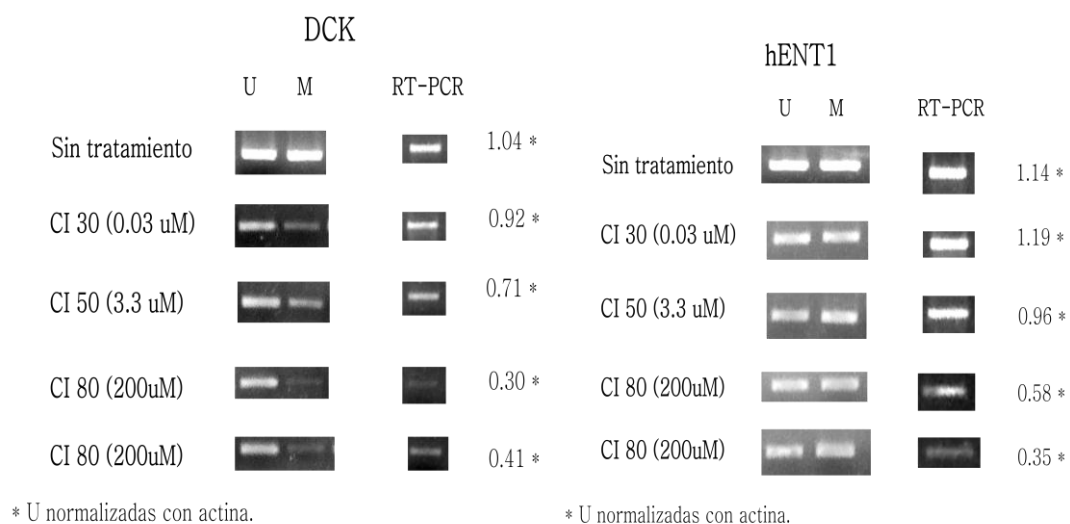 DCK
U M RT-PCR
Sin tratamiento 1.04 *
CI 30 (0.03 uM) 0.92 *
CI 50 (3.3 uM) 0.71 *
CI 80 (200uM) 0.30 *
CI 80 (200uM) 0.41 *
* U normalizadas con actina.
hENT1
U M RT-PCR
Sin tratamiento 1.14 *
CI 30 (0.03 uM) 1.19 *
CI 50 (3.3 uM) 0.96 *
CI 80 (200uM) 0.58 *
CI 80 (200uM) 0.35 *
* U normalizadas con actina.